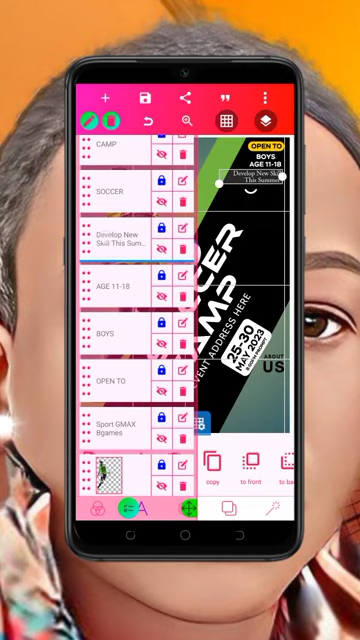 CAMP
SOCCER
Develop New
Skill This Sum..
AGE 11-18
BOYS
OPEN TO
Sport GMAX
Bgames
OPEN TO
BOYS
AGE 11-18
Develop New Skill
This Summer
CCER
AMP
EVENT ADDRESS HERE
25-30
MAY 2023
ABOUT
US
copy
to front
to ba